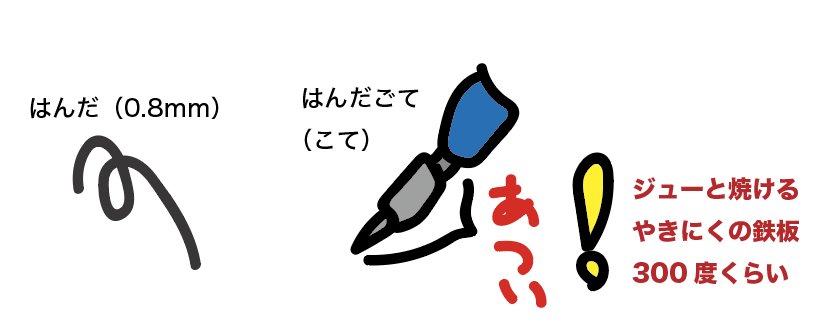 はんだ（0.8mm）
はんだごて
（こて）
あつい
ジューと焼ける
やきにくの鉄板
300度くらい